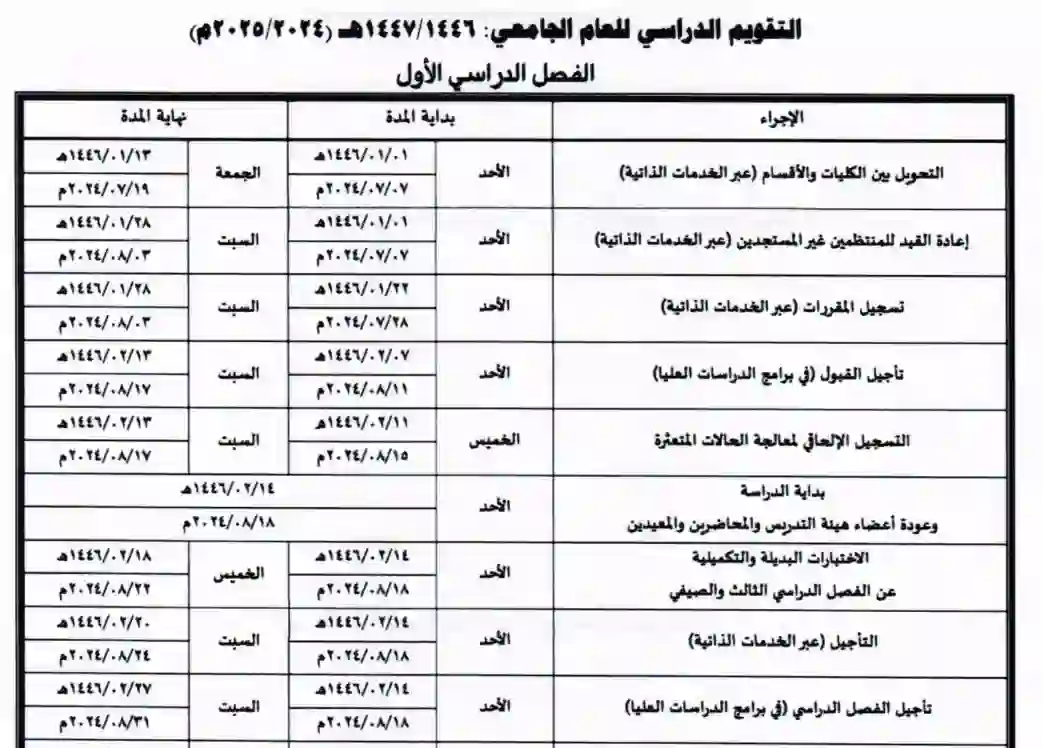 التقويم الدراسي للعام الجامعي: ١٤٤٧/١٤٤٦هـ (٢٠٢٥/٢٠٢٤م)
الفصل الدراسي الأول
الإجراء بداية المدة نهاية المدة
التحويل بين الكليات والأقسام (عبر الخدمات الذاتية) الأحد ١٤٤٦/٠١/٠١هـ الجمعة ١٤٤٦/٠١/١٣هـ
٢٠٢٤/٠٧/٠٧م ٢٠٢٤/٠٧/١٩م
إعادة القيد للمنتظمين غير المستجدين (عبر الخدمات الذاتية) الأحد ١٤٤٦/٠١/٠١هـ السبت ١٤٤٦/٠١/٢٨هـ
٢٠٢٤/٠٧/٠٧م ٢٠٢٤/٠٨/٠٣م
تسجيل المقررات (عبر الخدمات الذاتية) الأحد ١٤٤٦/٠١/٢٢هـ السبت ١٤٤٦/٠١/٢٨هـ
٢٠٢٤/٠٧/٢٨م ٢٠٢٤/٠٨/٠٣م
تأجيل القبول (في برامج الدراسات العليا) الأحد ١٤٤٦/٠٢/٠٧هـ السبت ١٤٤٦/٠٢/١٣هـ
٢٠٢٤/٠٨/١١م ٢٠٢٤/٠٨/١٧م
التسجيل الإلحاقي لمعالجة الحالات المتعثرة الخميس ١٤٤٦/٠٢/١١هـ السبت ١٤٤٦/٠٢/١٣هـ
٢٠٢٤/٠٨/١٥م ٢٠٢٤/٠٨/١٧م
بداية الدراسة الأحد ١٤٤٦/٠٢/١٤هـ
وعودة أعضاء هيئة التدريس والمحاضرين والمعيدين ٢٠٢٤/٠٨/١٨م
الاختبارات البديلة والتكميلية الأحد ١٤٤٦/٠٢/١٤هـ الخميس ١٤٤٦/٠٢/١٨هـ
عن الفصل الدراسي الثالث والصيفي ٢٠٢٤/٠٨/١٨م ٢٠٢٤/٠٨/٢٢م
التأجيل (عبر الخدمات الذاتية) الأحد ١٤٤٦/٠٢/١٤هـ السبت ١٤٤٦/٠٢/٢٠هـ
٢٠٢٤/٠٨/١٨م ٢٠٢٤/٠٨/٢٤م
تأجيل الفصل الدراسي (في برامج الدراسات العليا) الأحد ١٤٤٦/٠٢/١٤هـ السبت ١٤٤٦/٠٢/٢٧هـ
٢٠٢٤/٠٨/١٨م ٢٠٢٤/٠٨/٣١م